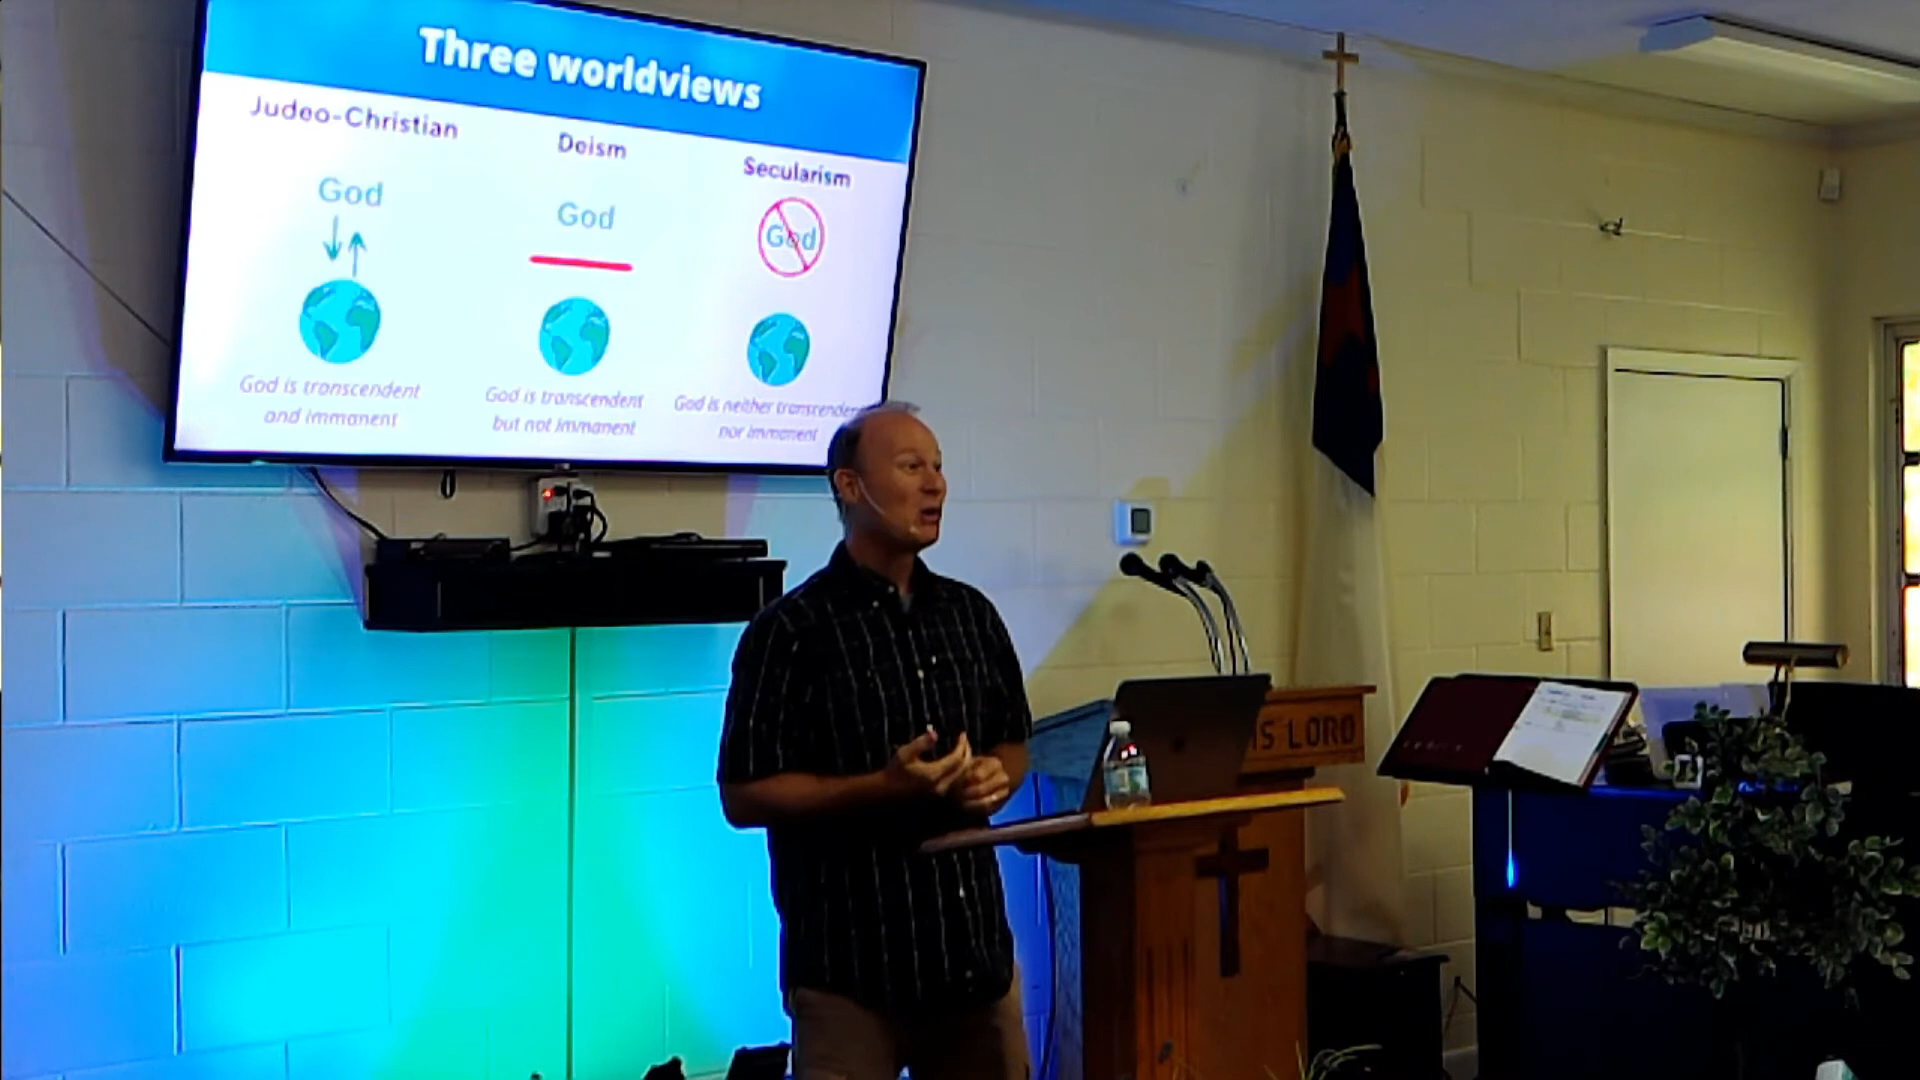 Three worldviews
Judeo-Christian
Deism
Secularism
God
God
God
God is transcendent
and immanent
God is transcendent
but not immanent
God is neither
nor immanent
IS LORD